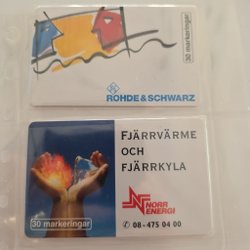 30 markeringar
ROHDE & SCHWARZ
FJÄRRVÄRME
OCH
FJÄRRKYLA
NORR
ENERGI
30 markeringar
08-475 04 00